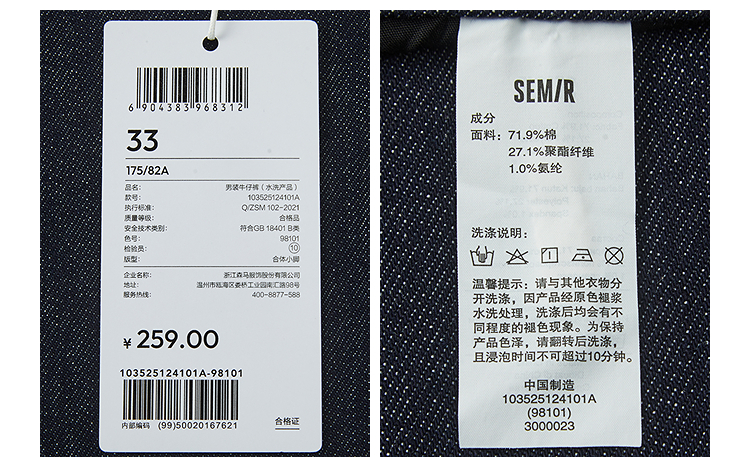 6 904383 968312
33
175/82A
品名: 男装牛仔裤(水洗产品)
款号: 103525124101A
执行标准: Q/ZSM 102-2021
质量等级: 合格品
安全技术类别: 符合GB 18401 B类
色号: 98101
检验员: 10
版型: 合体小脚
企业名称: 浙江森马服饰股份有限公司
地址: 温州市瓯海区娄桥工业园南汇路98号
服务热线: 400-8877-588
¥ 259.00
103525124101A-98101
内部编码 (99)50020167621
合格证
SEMIR
成分
面料: 71.9%棉
27.1%聚酯纤维
1.0%氨纶
洗涤说明:
温馨提示: 请与其他衣物分
开洗涤, 因产品经原色褪浆
水洗处理, 洗涤后均会有不
同程度的褪色现象。为保持
产品色泽, 请翻转后洗涤,
且浸泡时间不可超过10分钟。
中国制造
103525124101A
(98101)
3000023